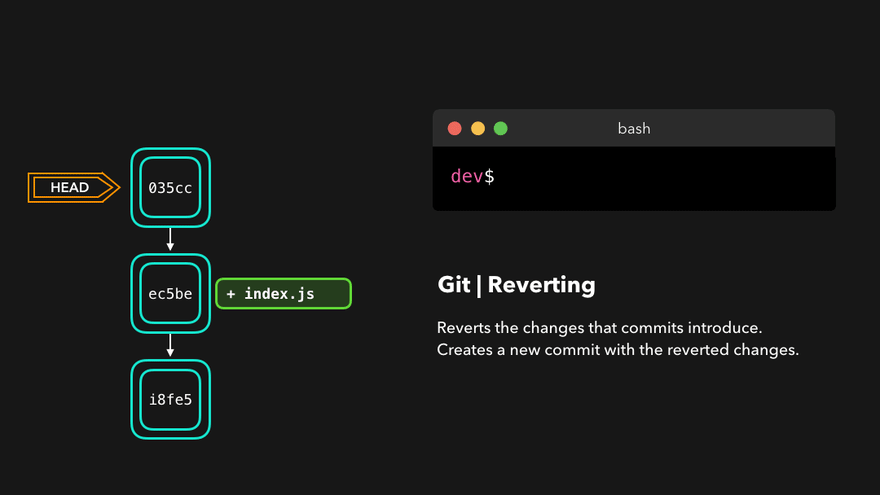 HEAD
035cc
ec5be
+ index.js
i8fe5
bash
dev$
Git | Reverting
Reverts the changes that commits introduce.
Creates a new commit with the reverted changes.